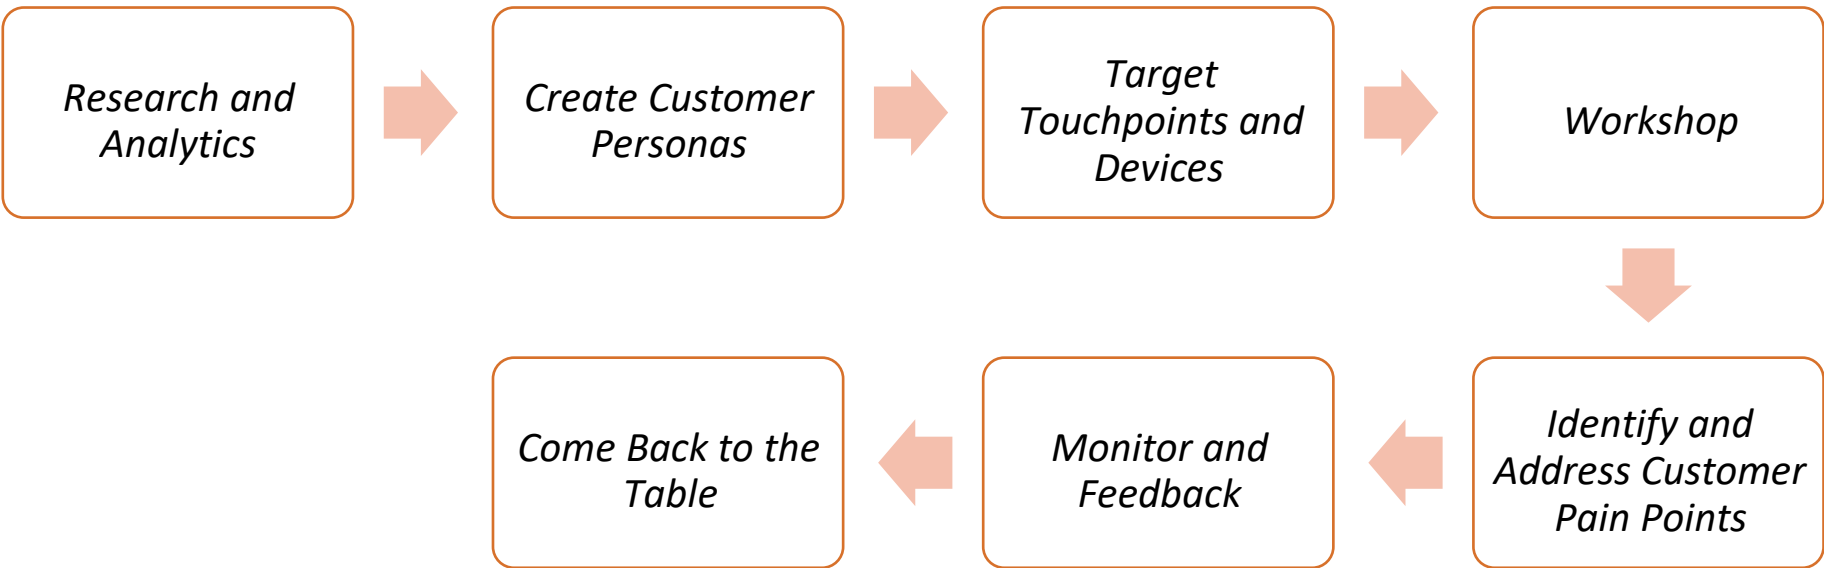 Research and
Analytics
Create Customer
Personas
Target
Touchpoints and
Devices
Workshop
Identify and
Address Customer
Pain Points
Monitor and
Feedback
Come Back to the
Table